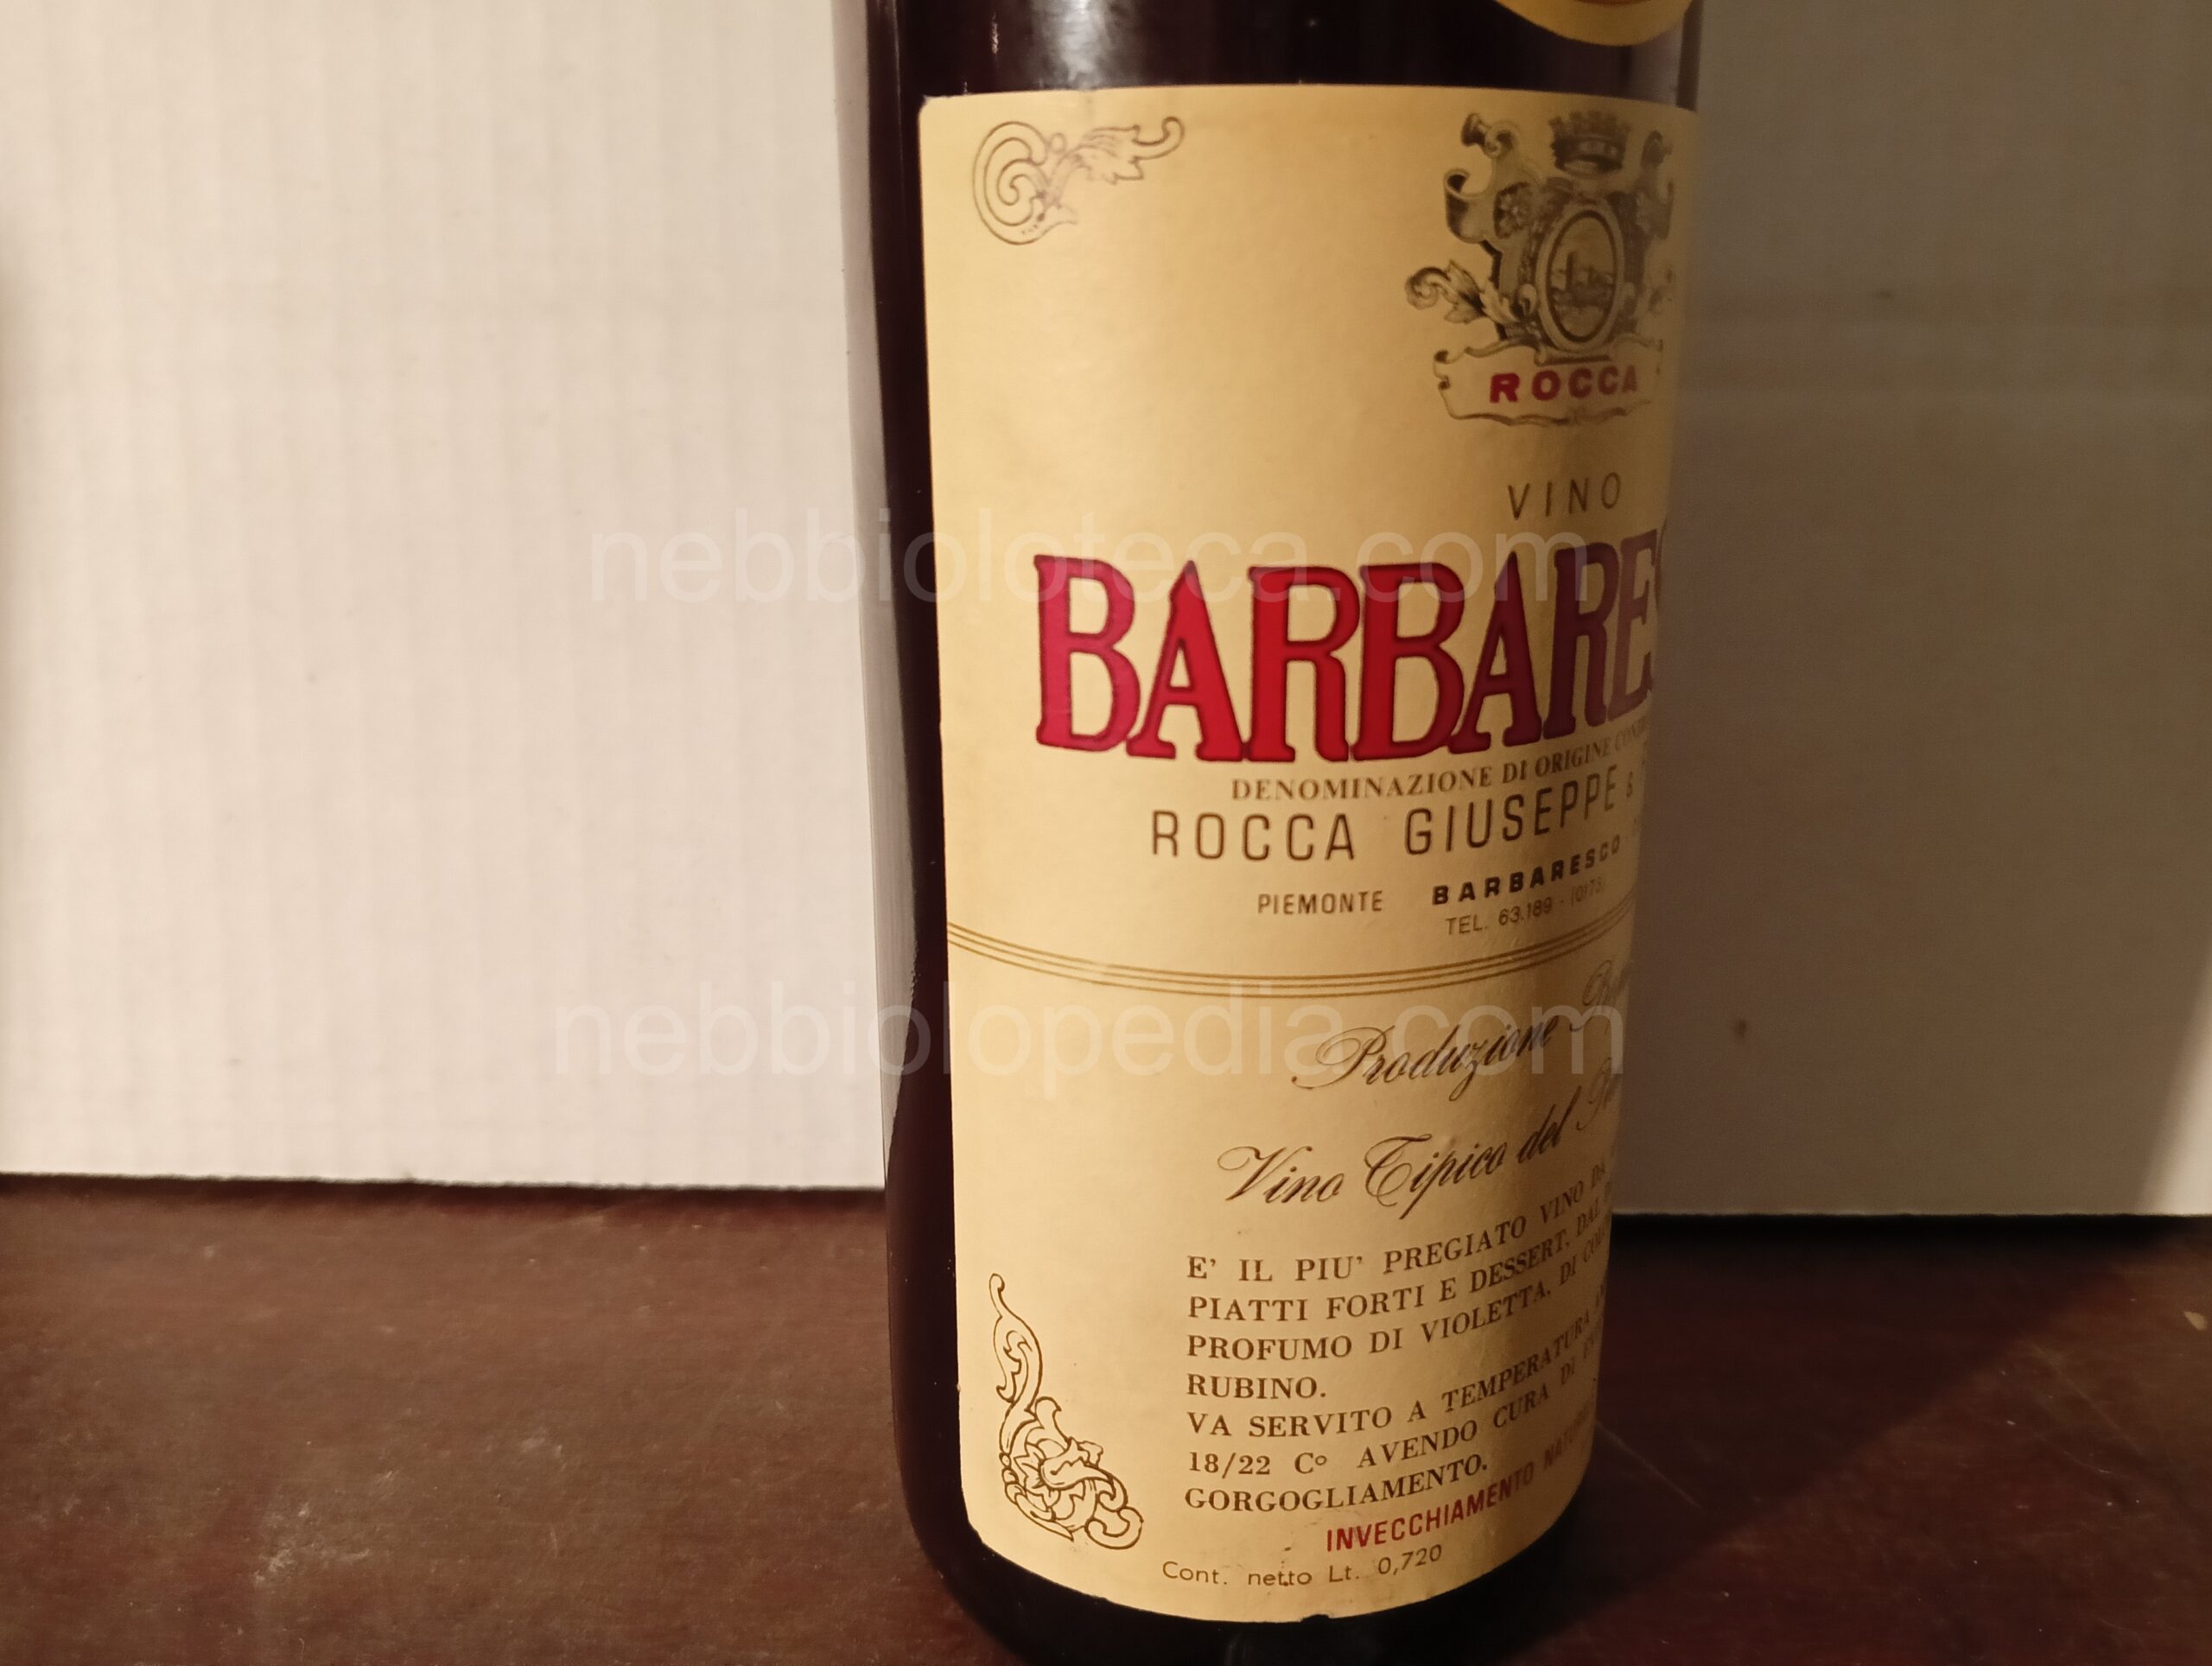 ROCCA
VINO
BARBARES
DENOMINAZIONE DI ORIGINE
ROCCA GIUSEPPE &
PIEMONTE BARBARESCO
TEL. 63.189 - (0173)
Produzione
Vino Tipico del
E' IL PIU' PREGIATO VINO DA
PIATTI FORTI E DESSERT, DAL
PROFUMO DI VIOLETTA, DI
RUBINO.
VA SERVITO A TEMPERATURA
18/22 C° AVENDO CURA DI
GORGOGLIAMENTO.
INVECCHIAMENTO
Cont. netto Lt. 0,720
nebbioloteca.com
nebbiolopedia.com